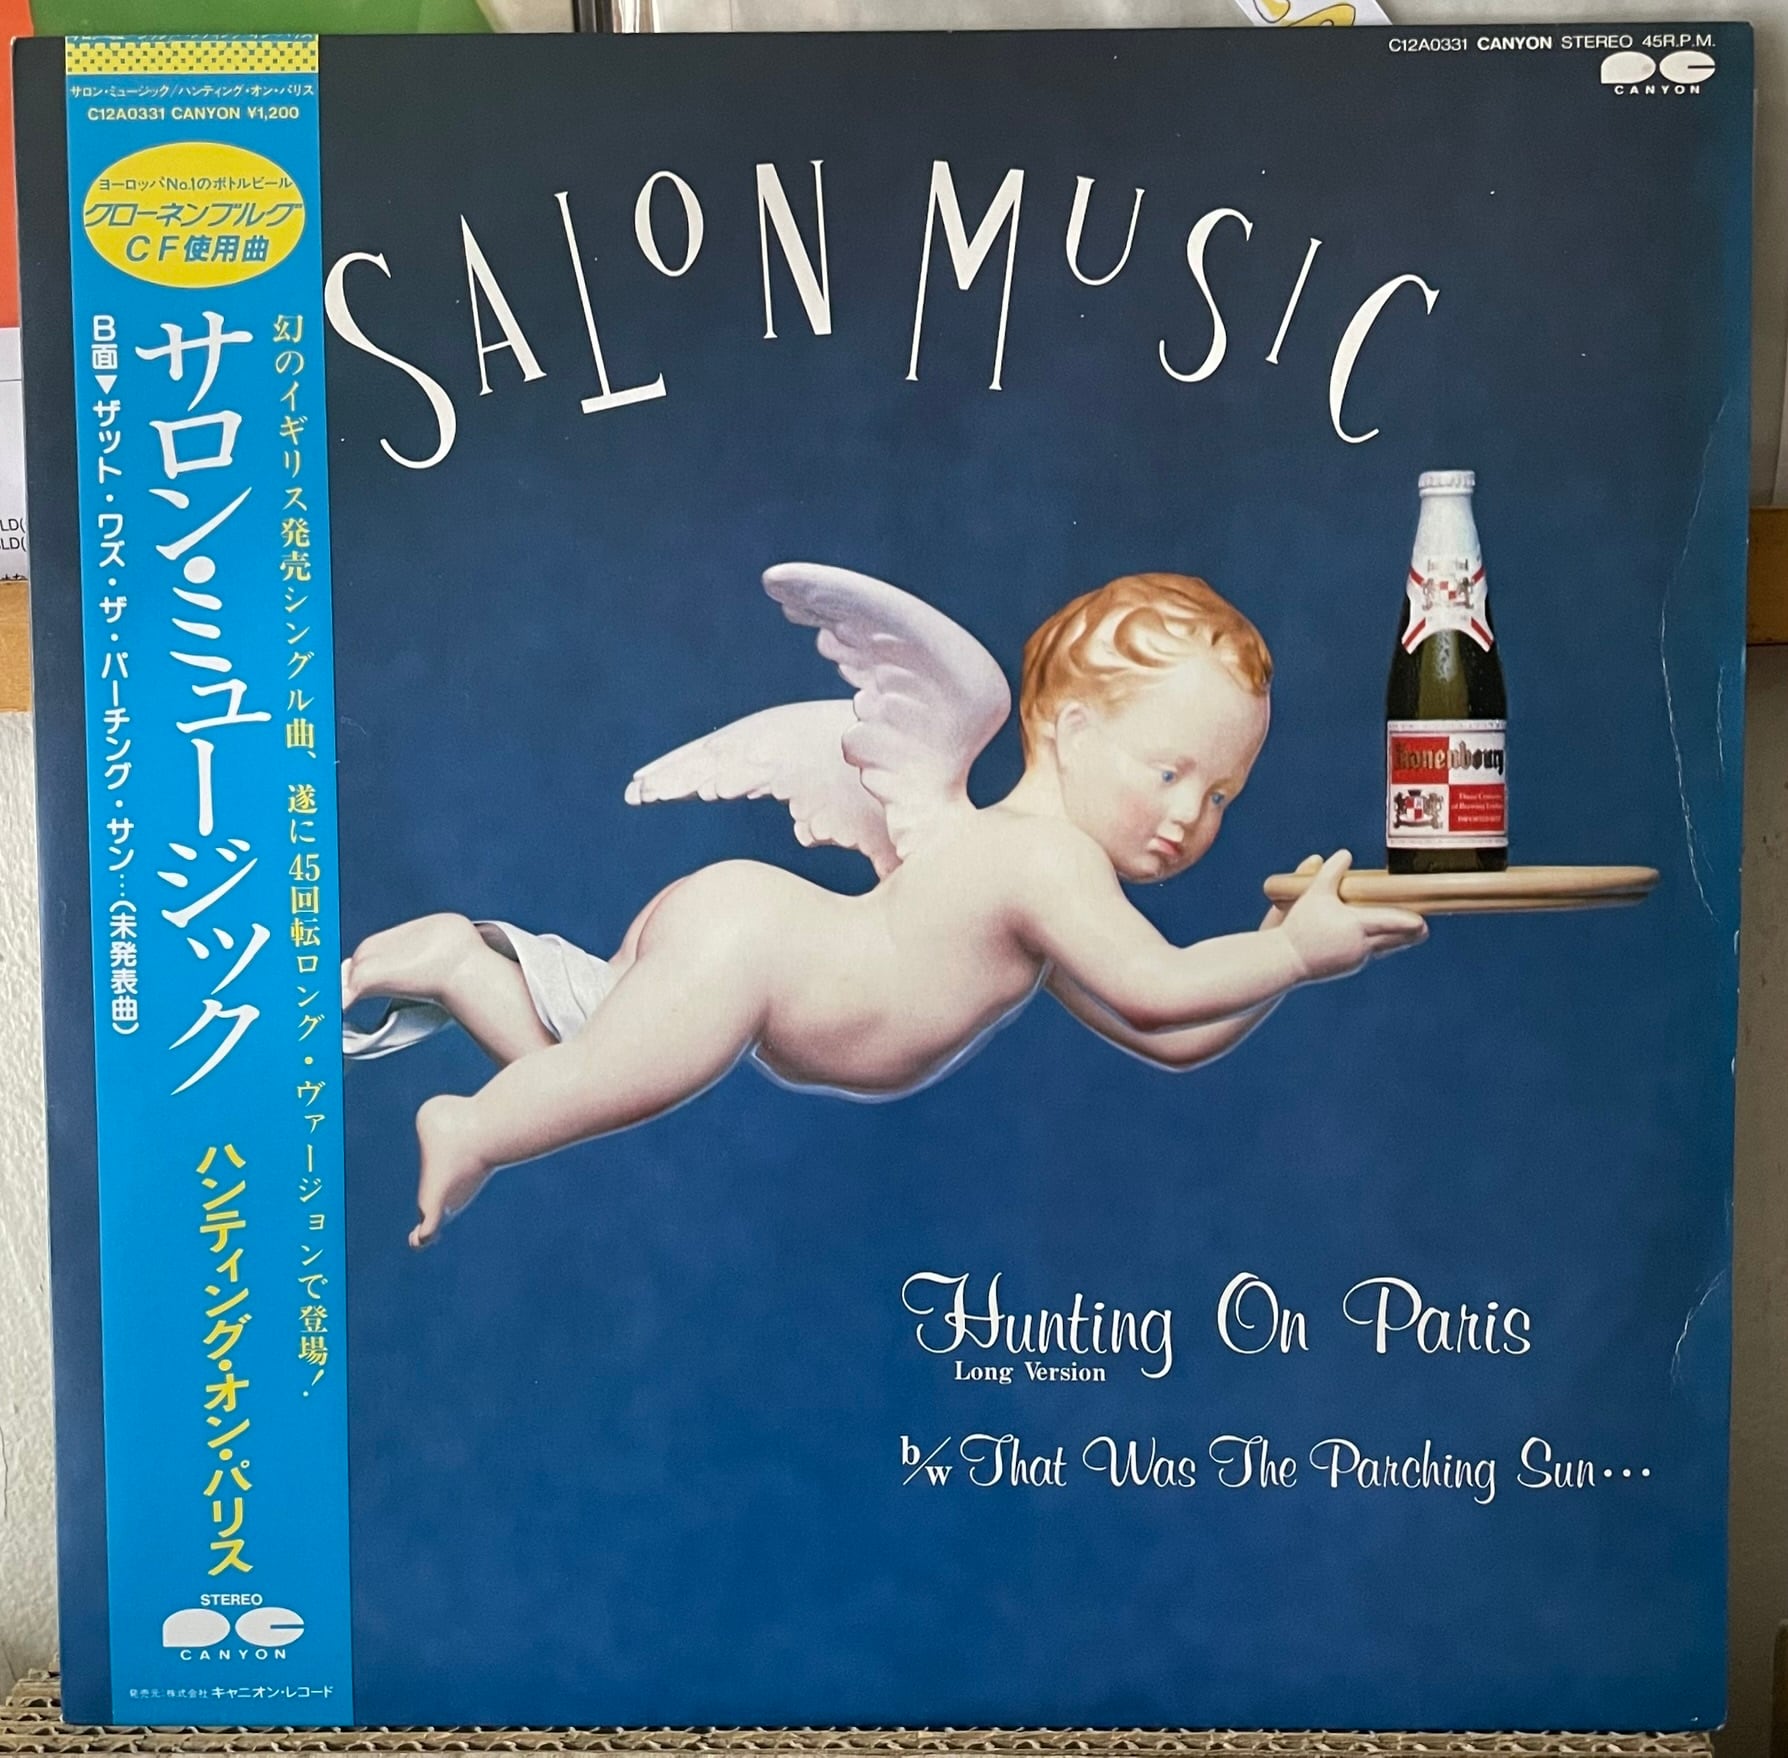 サロン・ミュージック/ハンティング・オン・パリス
C12A0331 CANYON ¥1,200
ヨーロッパNo.1のボトルビール
クローネンブルグ
CF使用曲
幻のイギリス発売シングル曲、遂に45回転ロング・ヴァージョンで登場!
サロン・ミュージック
ハンティング・オン・パリス
B面▼ザット・ワズ・ザ・パーチング・サン…(未発表曲)
STEREO
CANYON
発売元:株式会社 キャニオン・レコード
C12A0331 CANYON STEREO 45R.P.M.
CANYON
SALON MUSIC
Kronenbourg
Hunting On Paris
Long Version
b/w That Was The Parching Sun...
LD(
LD(